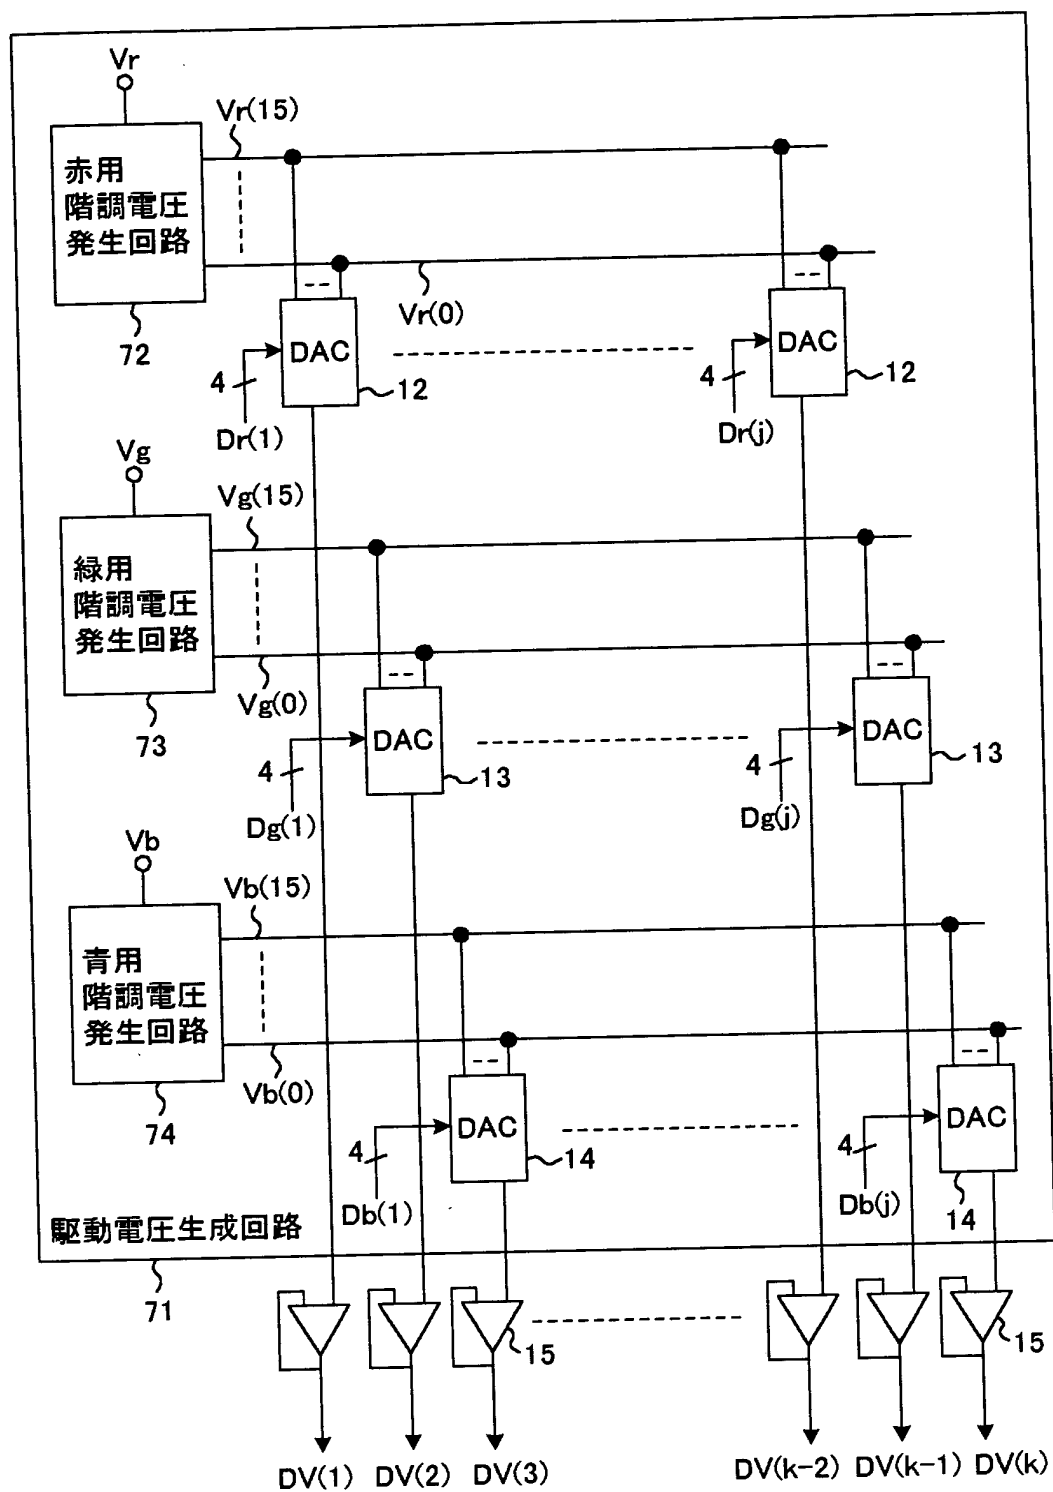 Vr
Vr(15)
赤用
階調電圧
発生回路
Vr(0)
72
DAC
12
4
Dr(1)
DAC
12
4
Dr(j)
Vg
Vg(15)
緑用
階調電圧
発生回路
Vg(0)
73
DAC
13
4
Dg(1)
DAC
13
4
Dg(j)
Vb
Vb(15)
青用
階調電圧
発生回路
Vb(0)
74
DAC
14
4
Db(1)
DAC
14
4
Db(j)
駆動電圧生成回路
71
15
15
DV(1)
DV(2)
DV(3)
DV(k-2)
DV(k-1)
DV(k)